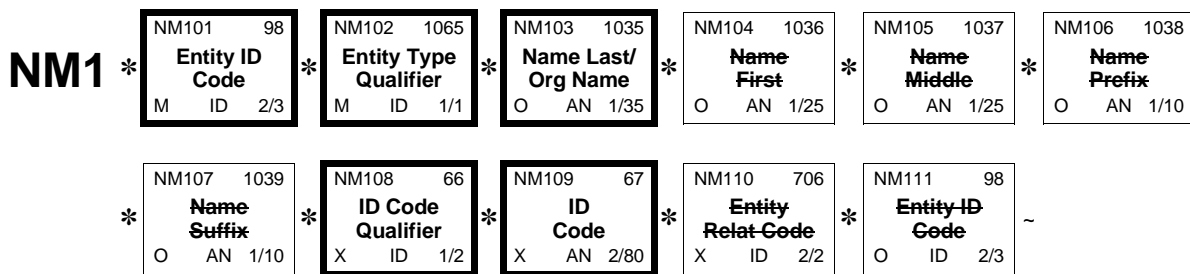 NM101 98 NM102 1065 NM103 1035 NM104 1036 NM105 1037 NM106 1038
NM1 * Entity ID * Entity Type * Name Last/ * Name * Name * Name
Code Qualifier Org Name First Middle Prefix
M ID 2/3 M ID 1/1 O AN 1/35 O AN 1/25 O AN 1/25 O AN 1/10
NM107 1039 NM108 66 NM109 67 NM110 706 NM111 98
* Name * ID Code * ID * Entity * Entity ID ~
Suffix Qualifier Code Relat Code Code
O AN 1/10 X ID 1/2 X AN 2/80 X ID 2/2 O ID 2/3